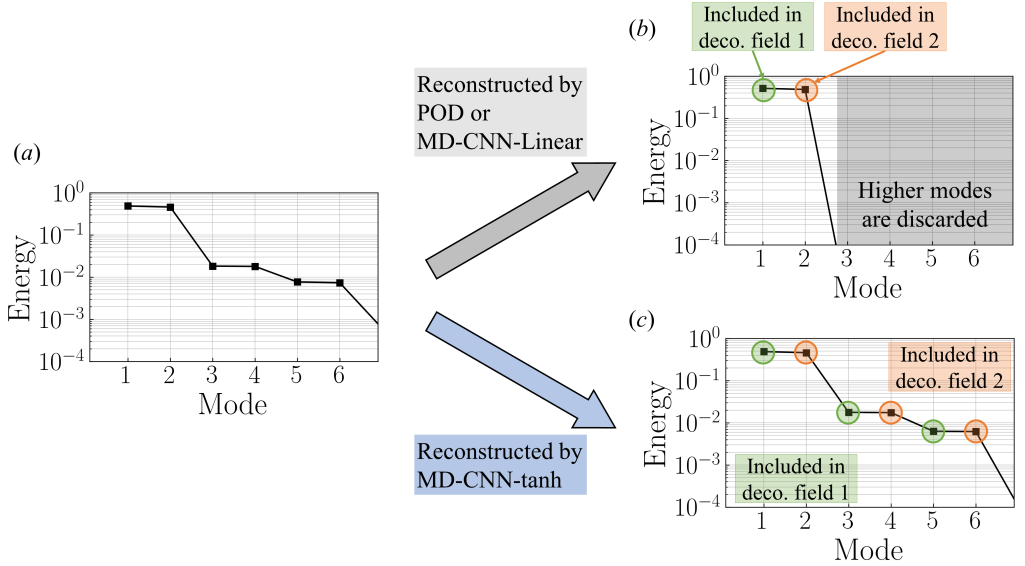 (a)
10^0
10^-1
10^-2
10^-3
10^-4
Energy
1 2 3 4 5 6
Mode
Reconstructed by
POD or
MD-CNN-Linear
Reconstructed by
MD-CNN-tanh
(b)
Included in
deco. field 1
Included in
deco. field 2
10^0
10^-1
10^-2
10^-3
10^-4
Energy
Higher modes
are discarded
1 2 3 4 5 6
Mode
(c)
10^0
10^-1
10^-2
10^-3
10^-4
Energy
Included in
deco. field 2
Included in
deco. field 1
1 2 3 4 5 6
Mode